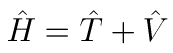 Ĥ = T̂ + V̂